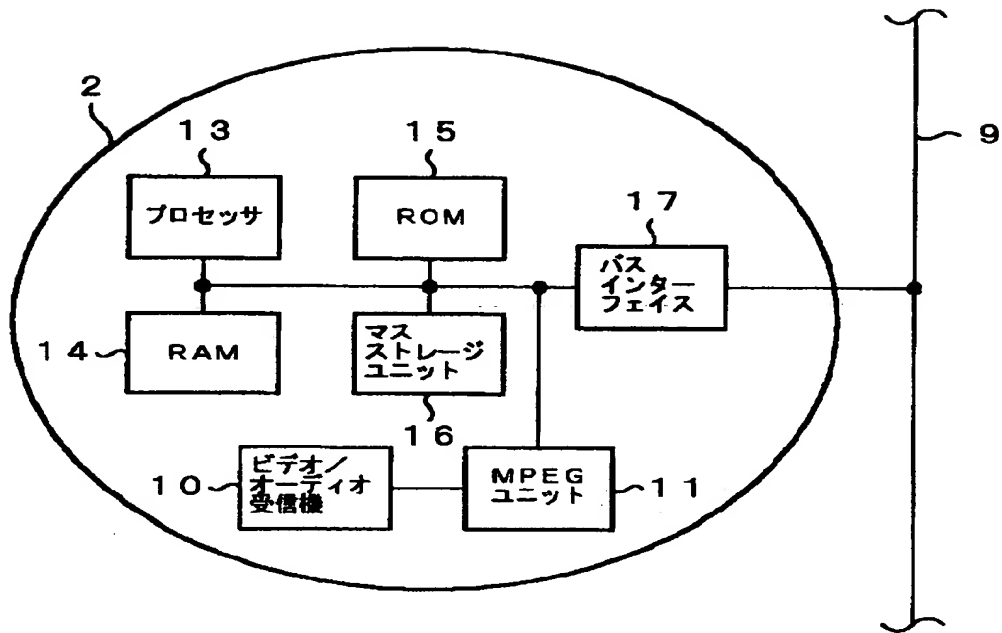 2
13
15
9
17
プロセッサ
ROM
バス
インター
フェイス
14
RAM
マス
ストレージ
ユニット
16
10
ビデオ/
オーディオ
受信機
MPEG
ユニット
11